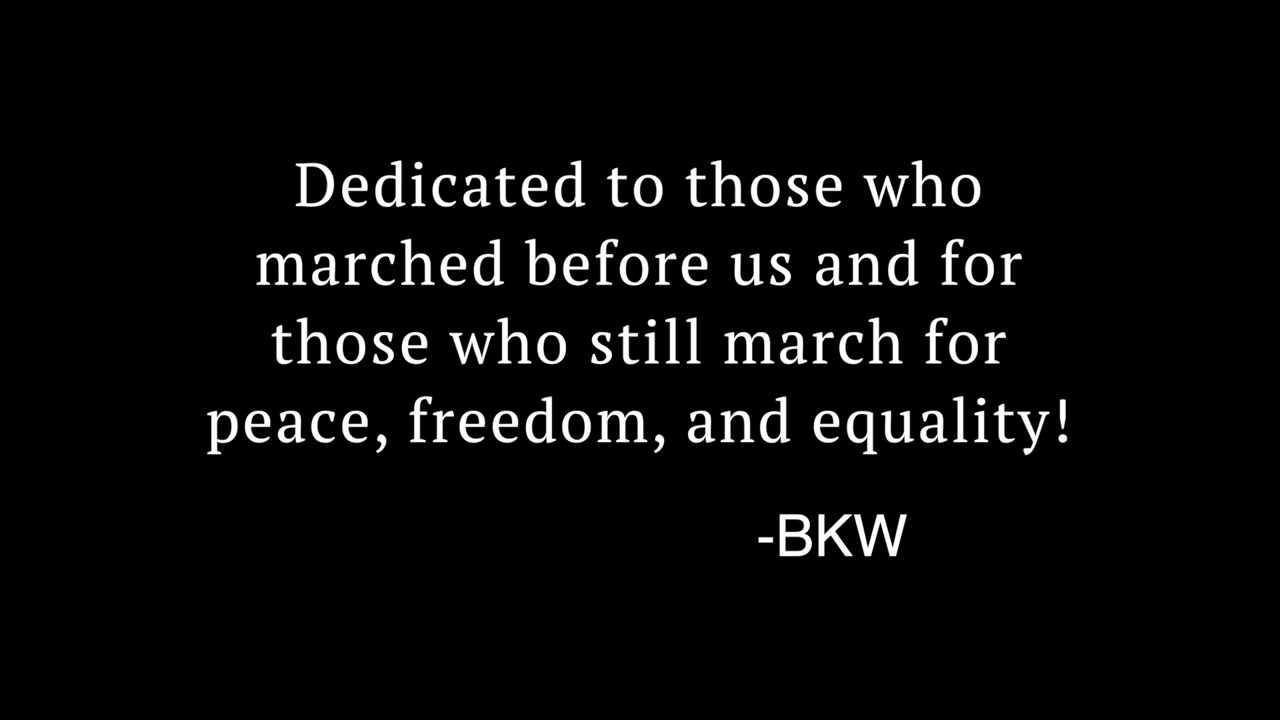 Dedicated to those who
marched before us and for
those who still march for
peace, freedom, and equality!
-BKW